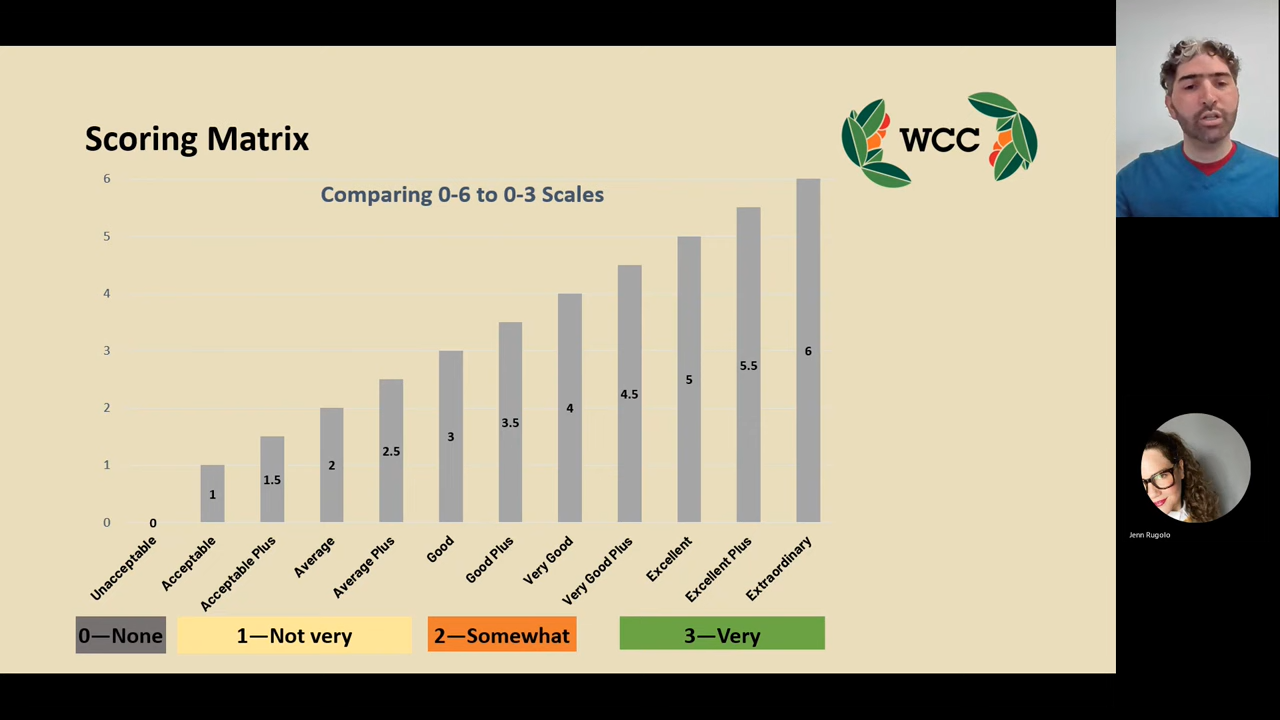 Scoring Matrix
WCC
Comparing 0-6 to 0-3 Scales
6
5
4
3
2
1
0
0
1
1.5
2
2.5
3
3.5
4
4.5
5
5.5
6
Unacceptable
Acceptable
Acceptable Plus
Average
Average Plus
Good
Good Plus
Very Good
Very Good Plus
Excellent
Excellent Plus
Extraordinary
0—None
1—Not very
2—Somewhat
3—Very
Jenn Rugolo